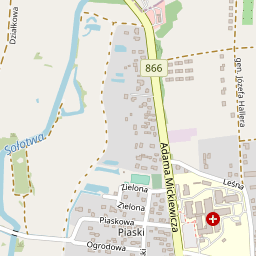 Działkowa
gen. Józefa Hallera
866
Sołotwa
Adama Mickiewicza
Leśna
Zielona
Zielona
Piaskowa
Piaski
Ogrodowa